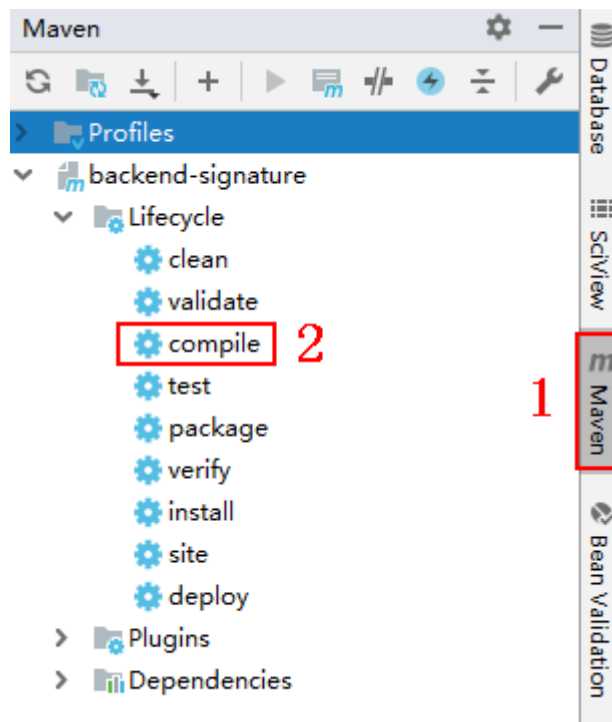 Maven
Profiles
backend-signature
Lifecycle
clean
validate
compile
2
test
package
verify
install
site
deploy
Plugins
Dependencies
Database
SciView
1
m
Maven
Bean Validation